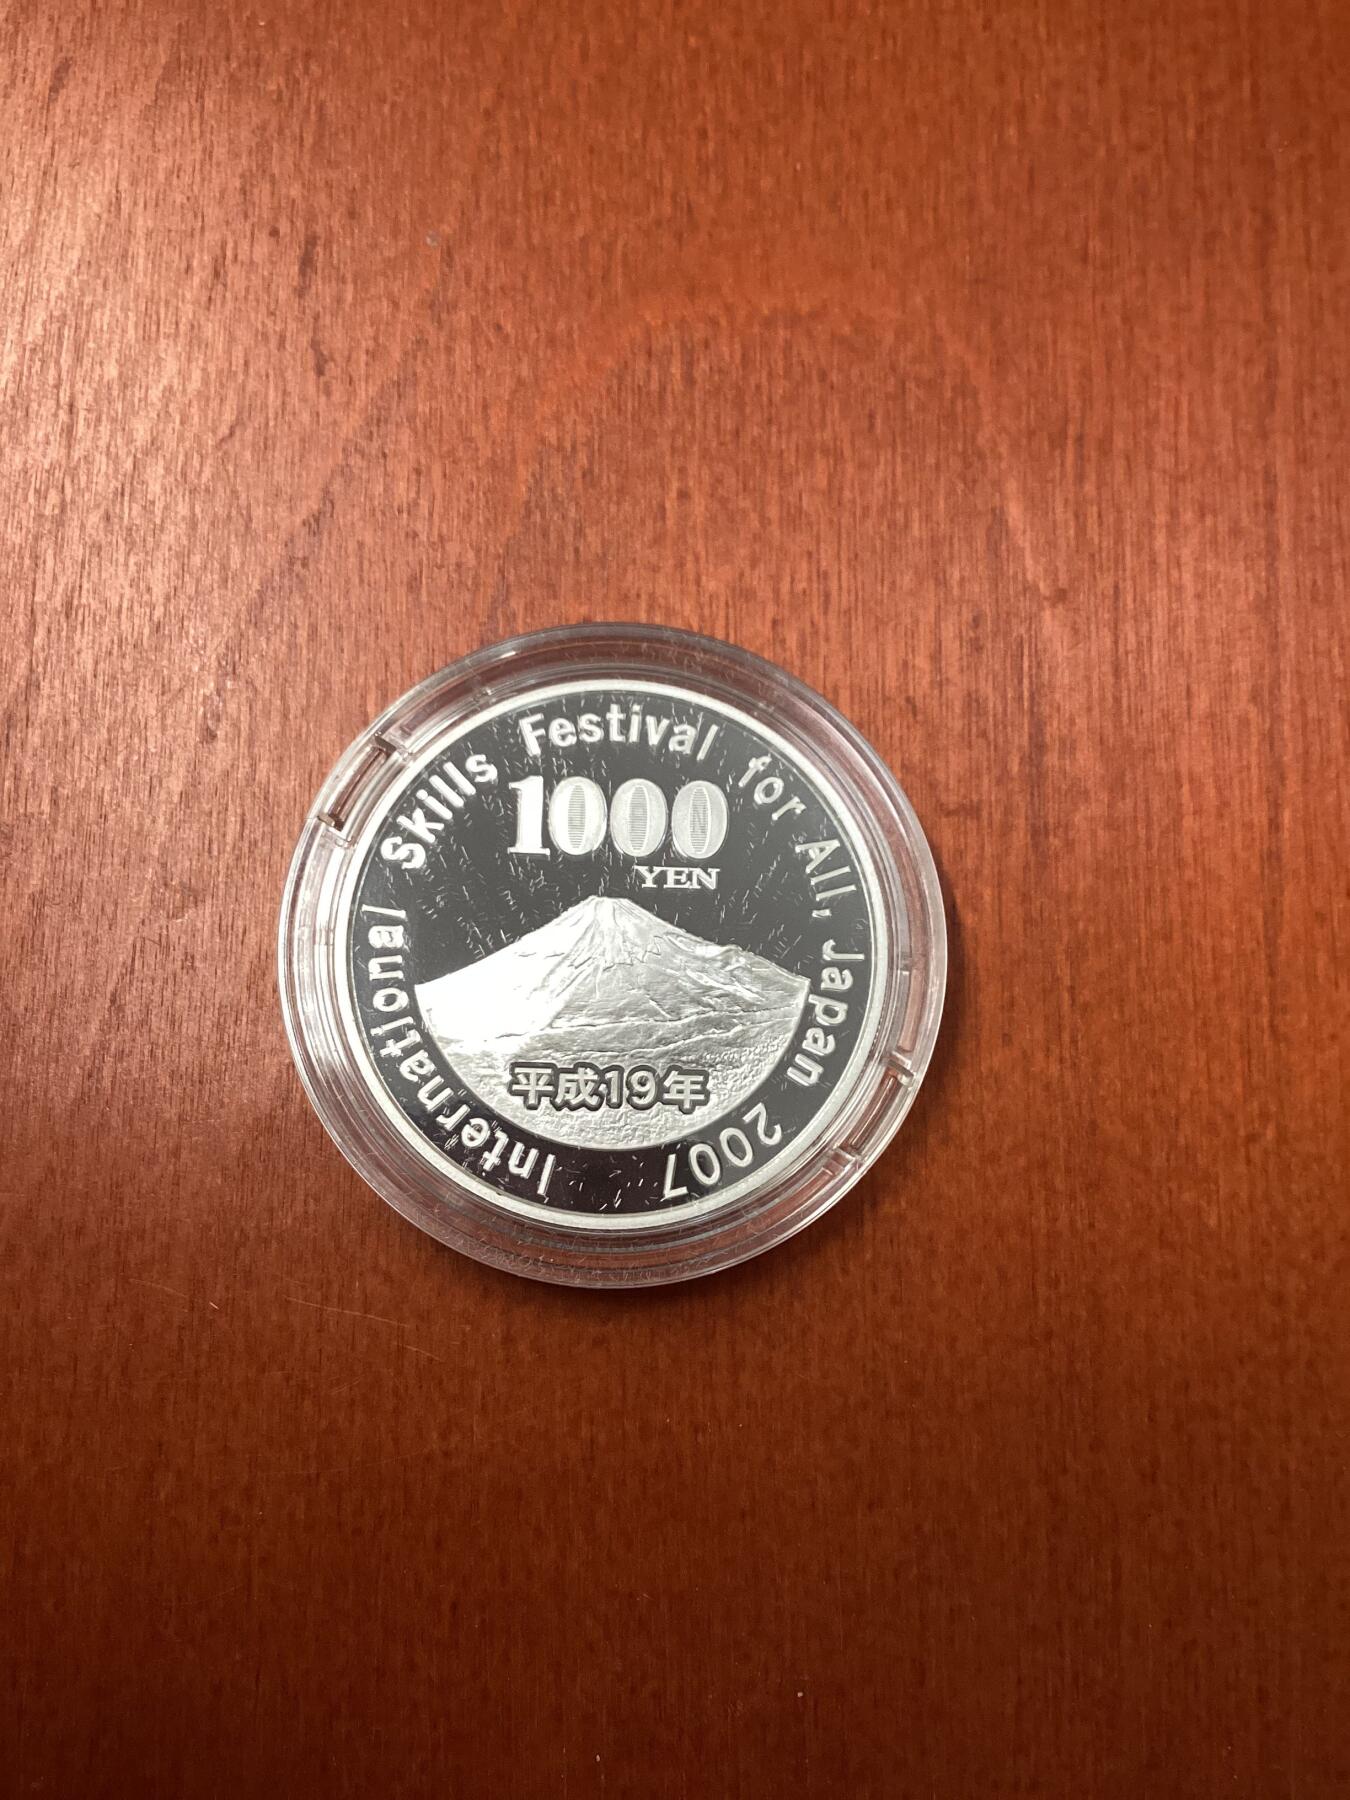 International Skills Festival for All, Japan 2007
1000
YEN
平成19年